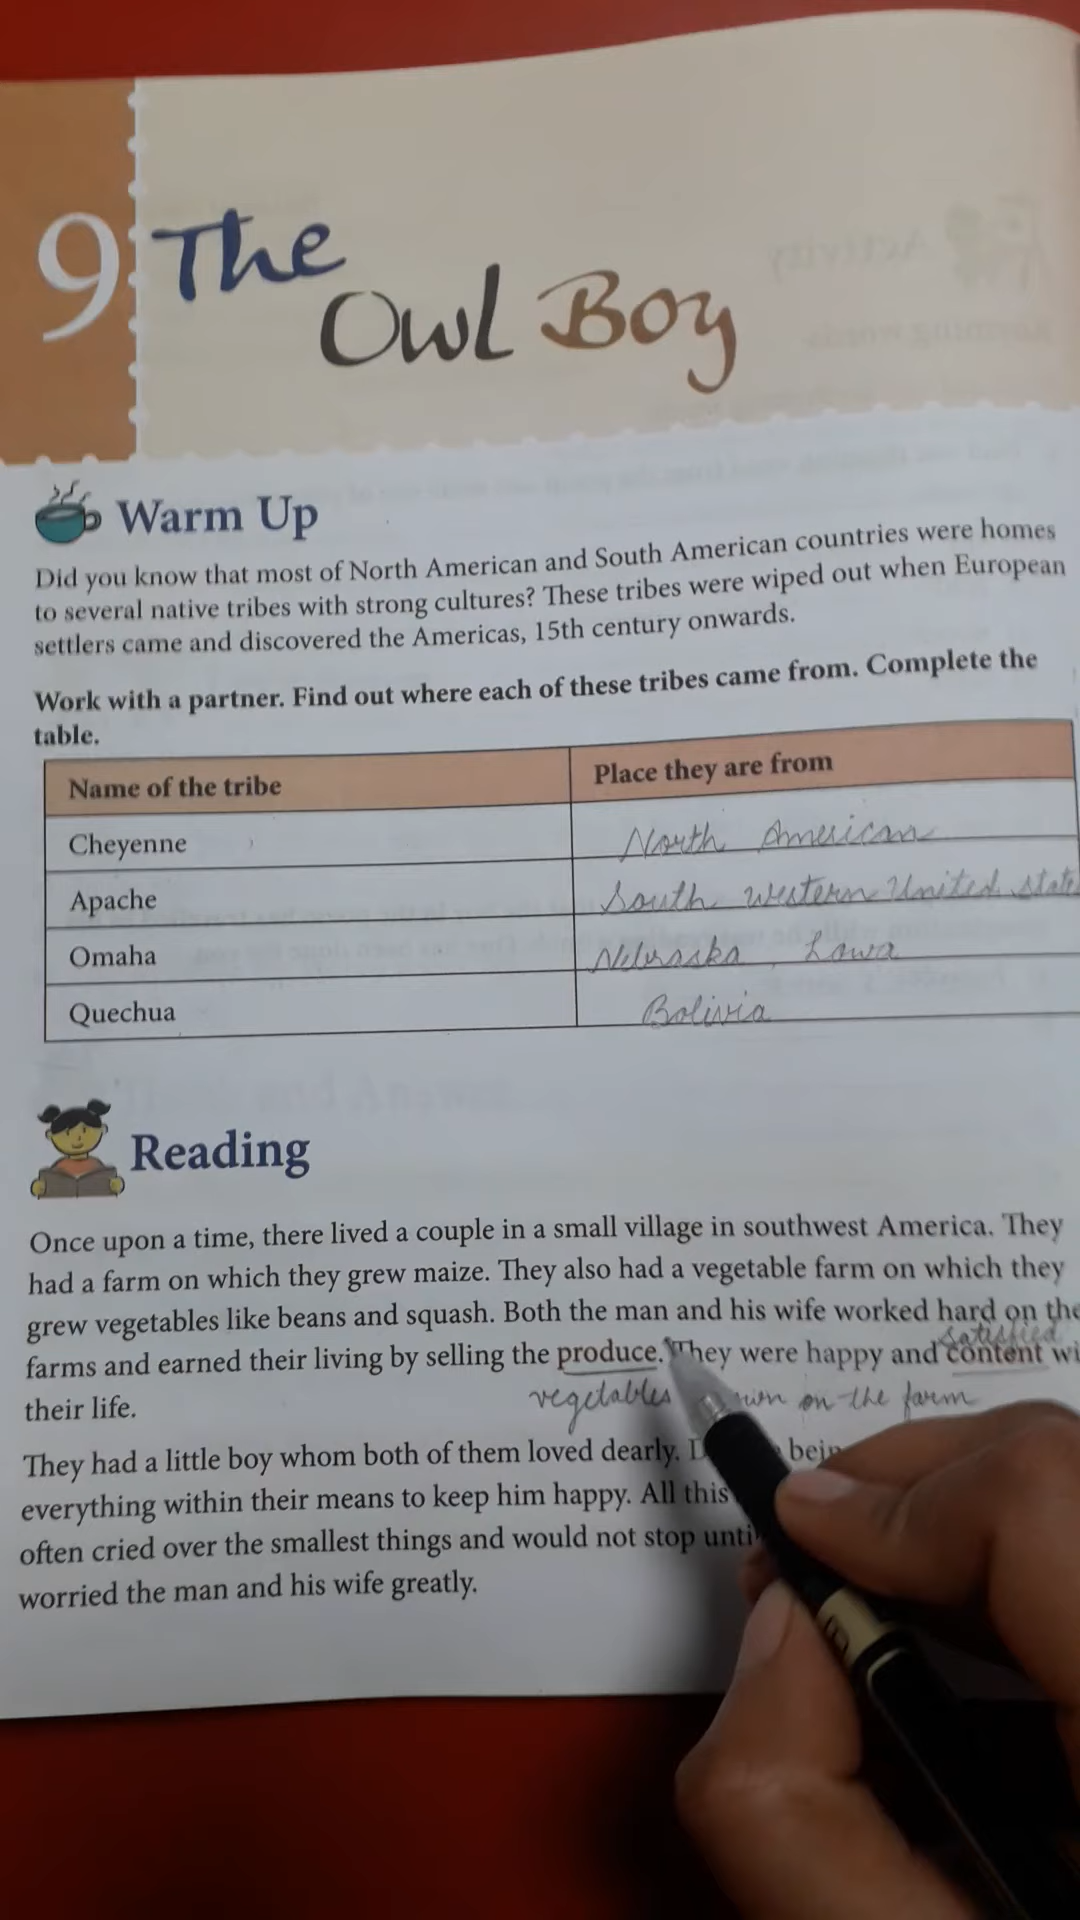 9 The
Owl Boy
Warm Up
Did you know that most of North American and South American countries were homes
to several native tribes with strong cultures? These tribes were wiped out when European
settlers came and discovered the Americas, 15th century onwards.
Work with a partner. Find out where each of these tribes came from. Complete the
table.
Name of the tribe Place they are from
Cheyenne North American
Apache South western United state
Omaha Nebraska, Lowa
Quechua Bolivia
Reading
Once upon a time, there lived a couple in a small village in southwest America. They
had a farm on which they grew maize. They also had a vegetable farm on which they
grew vegetables like beans and squash. Both the man and his wife worked hard on the
satisfied
farms and earned their living by selling the produce. They were happy and content wi
vegetables on the farm
their life.
They had a little boy whom both of them loved dearly.
everything within their means to keep him happy. All this
often cried over the smallest things and would not stop unti
worried the man and his wife greatly.